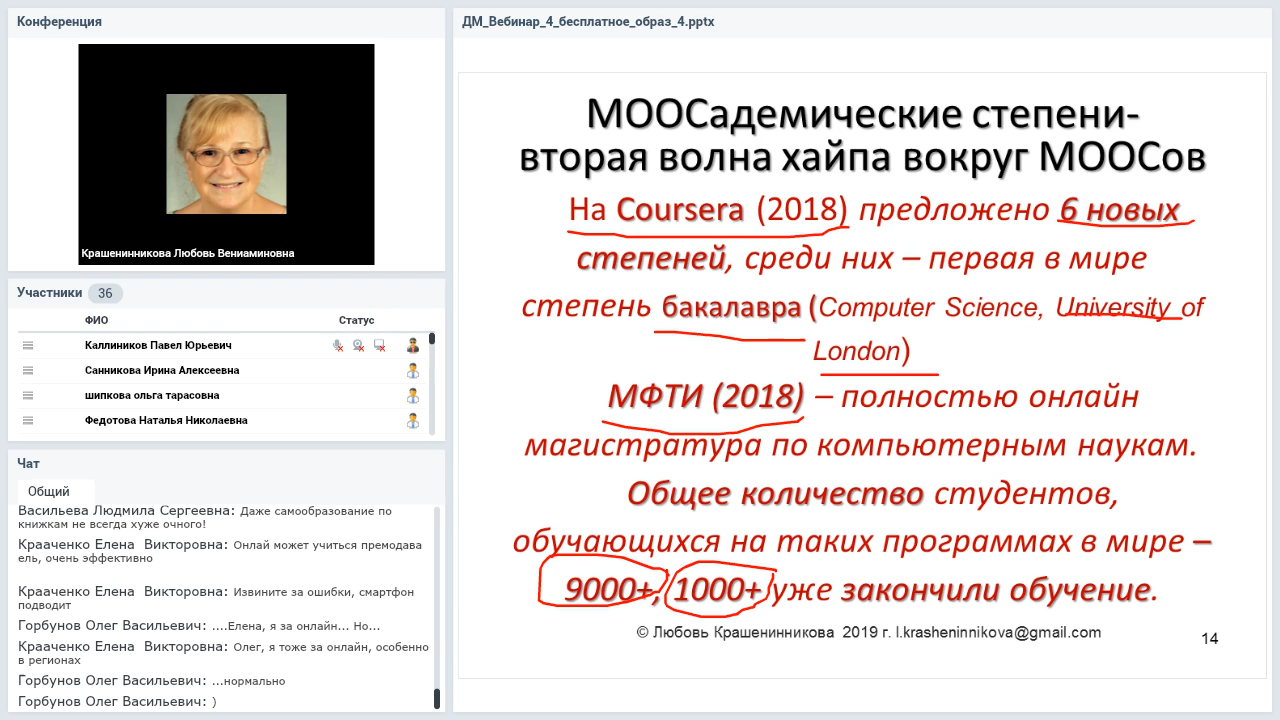 Конференция
Крашенинникова Любовь Вениаминовна
Участники 36
ФИО Статус
Каллиников Павел Юрьевич
Санникова Ирина Алексеевна
шипкова ольга тарасовна
Федотова Наталья Николаевна
Чат
Общий
Васильева Людмила Сергеевна: Даже самообразование по
книжкам не всегда хуже очного!
Крааченко Елена Викторовна: Онлай может учиться премодава
ель, очень эффективно
Крааченко Елена Викторовна: Извините за ошибки, смартфон
подводит
Горбунов Олег Васильевич: ....Елена, я за онлайн... Но...
Крааченко Елена Викторовна: Олег, я тоже за онлайн, особенно
в регионах
Горбунов Олег Васильевич: ...нормально
Горбунов Олег Васильевич: )
ДМ_Вебинар_4_бесплатное_образ_4.pptx
МООСадемические степени-
вторая волна хайпа вокруг МООСов
На Coursera (2018) предложено 6 новых
степеней, среди них – первая в мире
степень бакалавра (Computer Science, University of
London)
МФТИ (2018) – полностью онлайн
магистратура по компьютерным наукам.
Общее количество студентов,
обучающихся на таких программах в мире –
9000+, 1000+ уже закончили обучение.
© Любовь Крашенинникова 2019 г. l.krasheninnikova@gmail.com
14